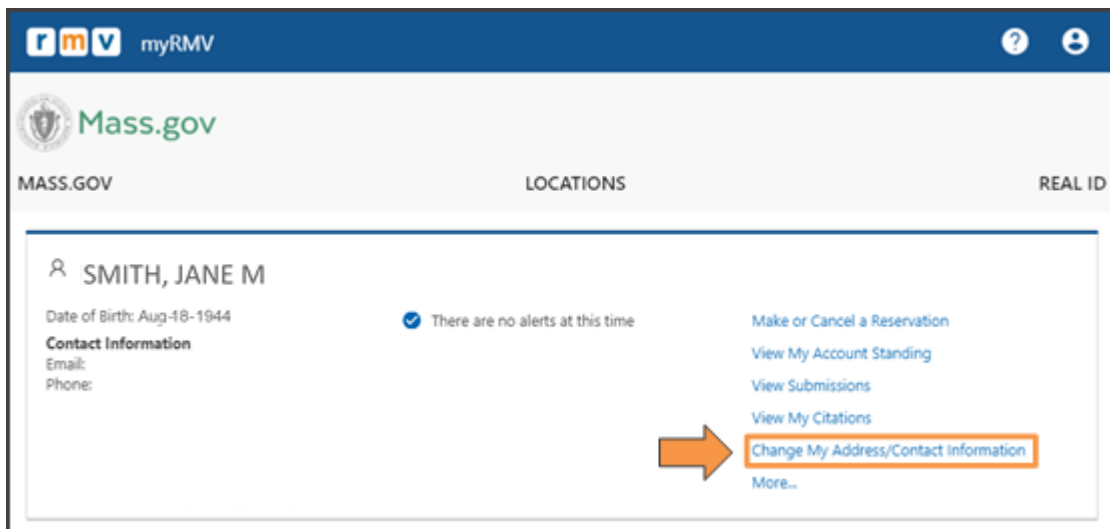 rmv myRMV
Mass.gov
MASS.GOV LOCATIONS REAL ID
SMITH, JANE M
Date of Birth: Aug-18-1944
Contact Information
Email:
Phone:
There are no alerts at this time
Make or Cancel a Reservation
View My Account Standing
View Submissions
View My Citations
Change My Address/Contact Information
More...